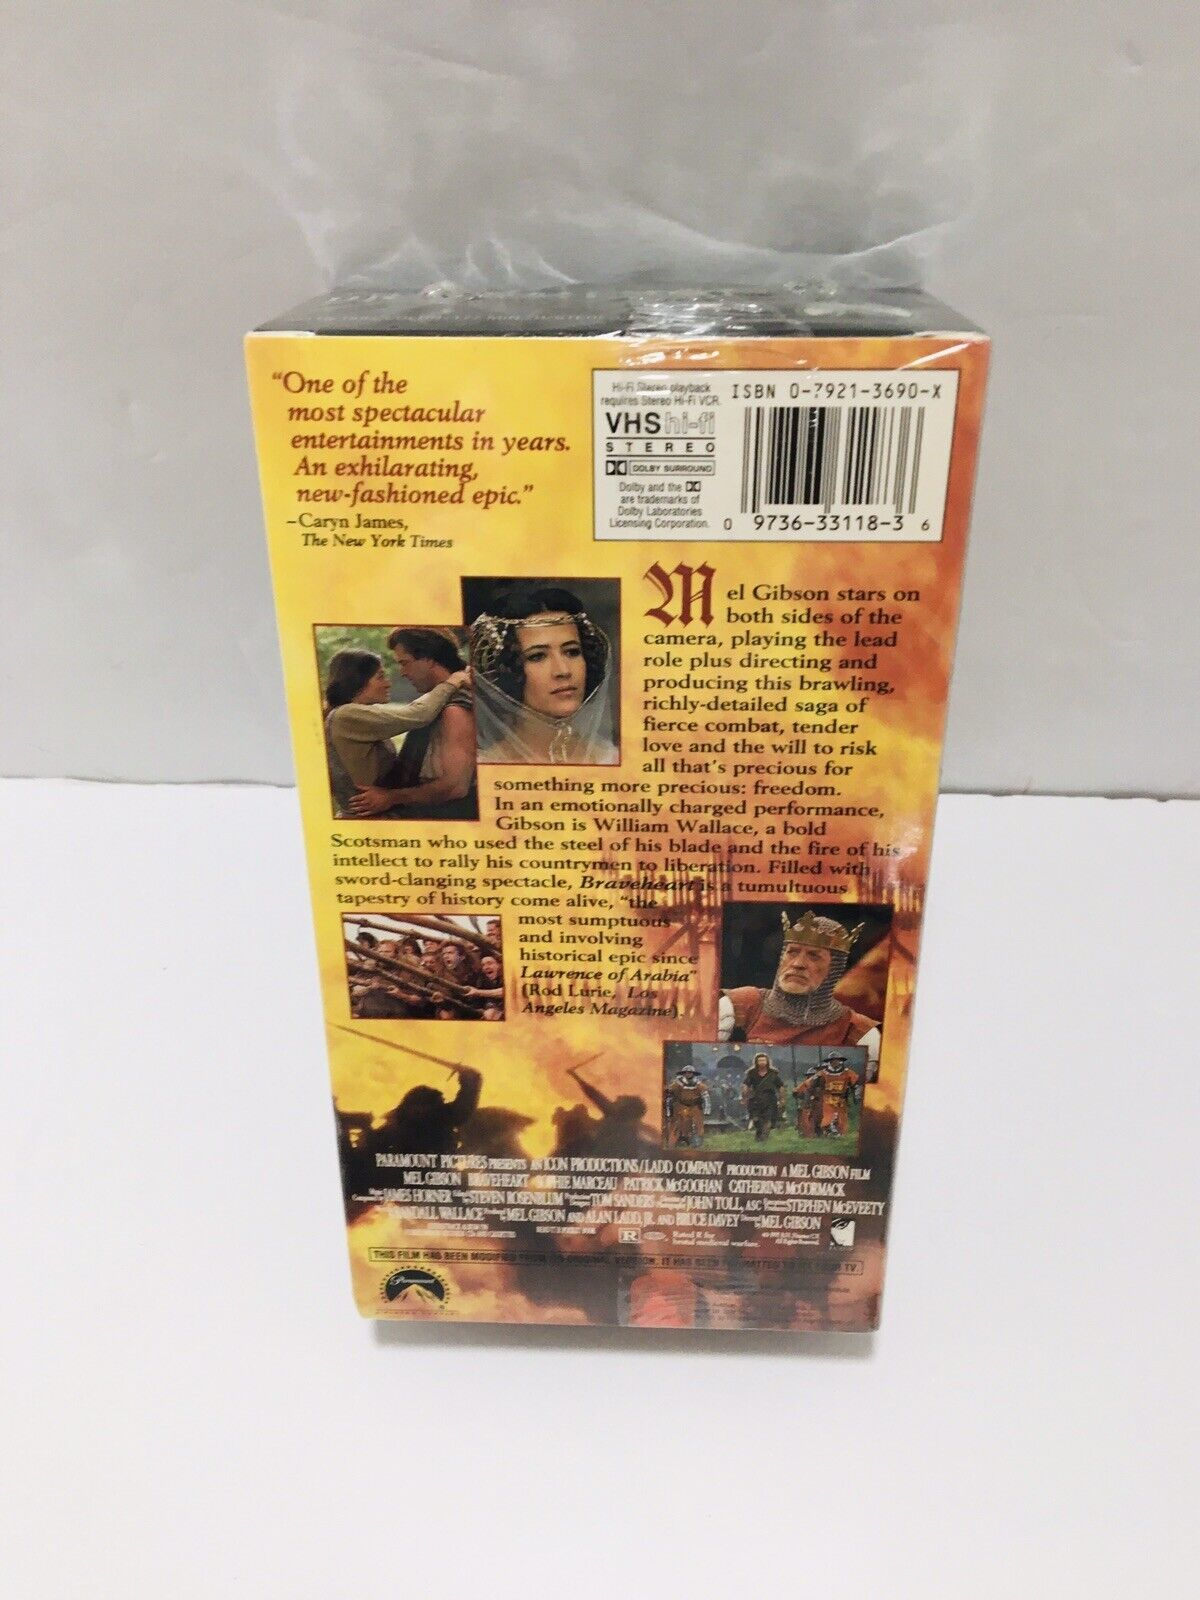 "One of the
most spectacular
entertainments in years.
An exhilarating,
new-fashioned epic."
–Caryn James,
The New York Times
Hi-Fi Stereo playback
requires Stereo Hi-Fi VCR.
VHS hi-fi
STEREO
DOLBY SURROUND
Dolby and the
are trademarks of
Dolby Laboratories
Licensing Corporation.
ISBN 0-7921-3690-X
0 9736-33118-3 6
Mel Gibson stars on
both sides of the
camera, playing the lead
role plus directing and
producing this brawling,
richly-detailed saga of
fierce combat, tender
love and the will to risk
all that's precious for
something more precious: freedom.
In an emotionally charged performance,
Gibson is William Wallace, a bold
Scotsman who used the steel of his blade and the fire of his
intellect to rally his countrymen to liberation. Filled with
sword-clanging spectacle, Braveheart is a tumultuous
tapestry of history come alive, "the
most sumptuous
and involving
historical epic since
Lawrence of Arabia"
(Rod Lurie, Los
Angeles Magazine).
PARAMOUNT PICTURES PRESENTS AN ICON PRODUCTIONS/LADD COMPANY PRODUCTION A MEL GIBSON FILM
MEL GIBSON BRAVEHEART SOPHIE MARCEAU PATRICK McGOOHAN CATHERINE McCORMACK
JAMES HORNER STEVEN ROSENBLUM TOM SANDERS JOHN TOLL, ASC STEPHEN McEVEETY
RANDALL WALLACE MEL GIBSON AND ALAN LADD, JR. AND BRUCE DAVEY MEL GIBSON
R Rated R for
brutal medieval warfare.
THIS FILM HAS BEEN MODIFIED FROM ITS ORIGINAL VERSION. IT HAS BEEN FORMATTED TO FIT YOUR TV.
Paramount